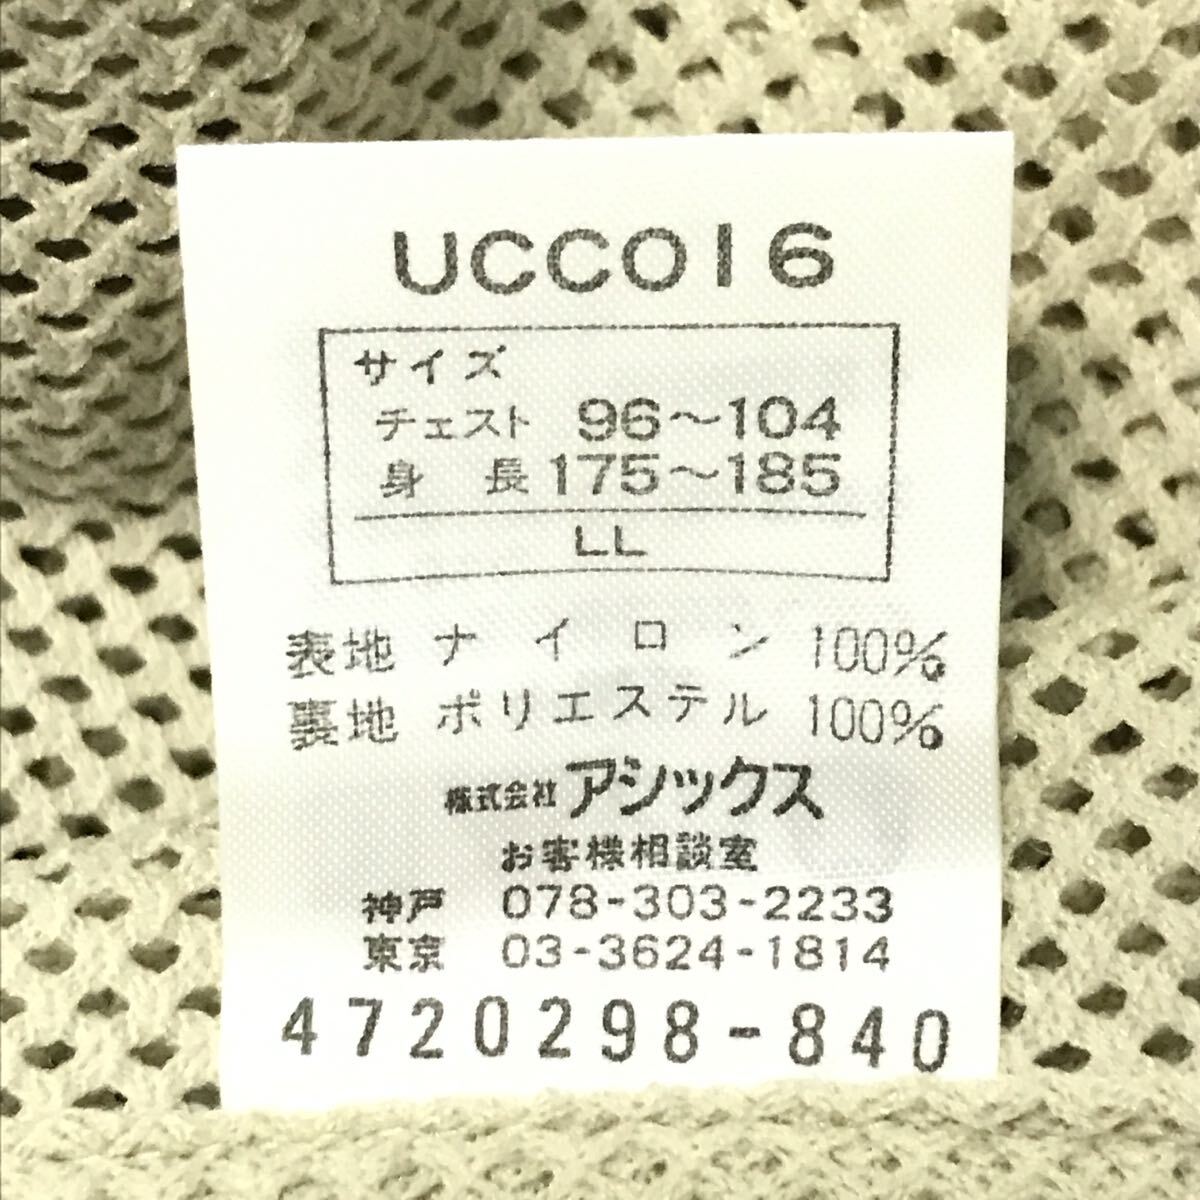 UCC016
サイズ
チェスト 96～104
身 長 175～185
LL
表地 ナイロン 100%
裏地 ポリエステル 100%
株式会社アシックス
お客様相談室
神戸 078-303-2233
東京 03-3624-1814
4720298-840